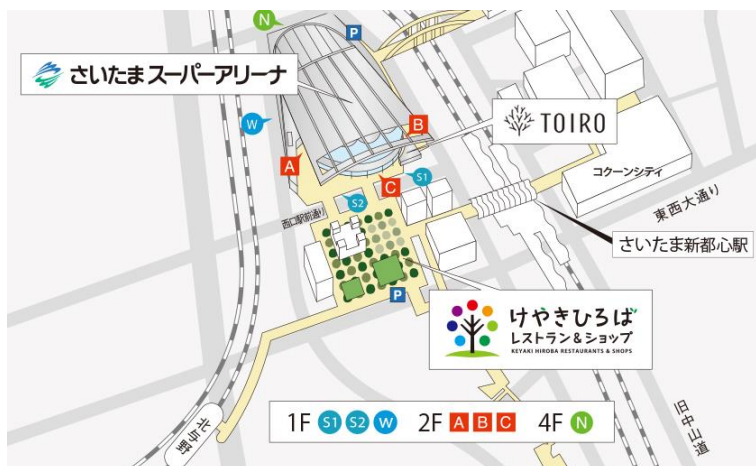 N
P
さいたまスーパーアリーナ
W
B
TOIRO
A
C
S1
コクーンシティ
S2
西口駅前通り
東西大通り
さいたま新都心駅
P
けやきひろば
レストラン&ショップ
KEYAKI HIROBA RESTAURANTS & SHOPS
北与野
旧中山道
1F S1 S2 W 2F A B C 4F N